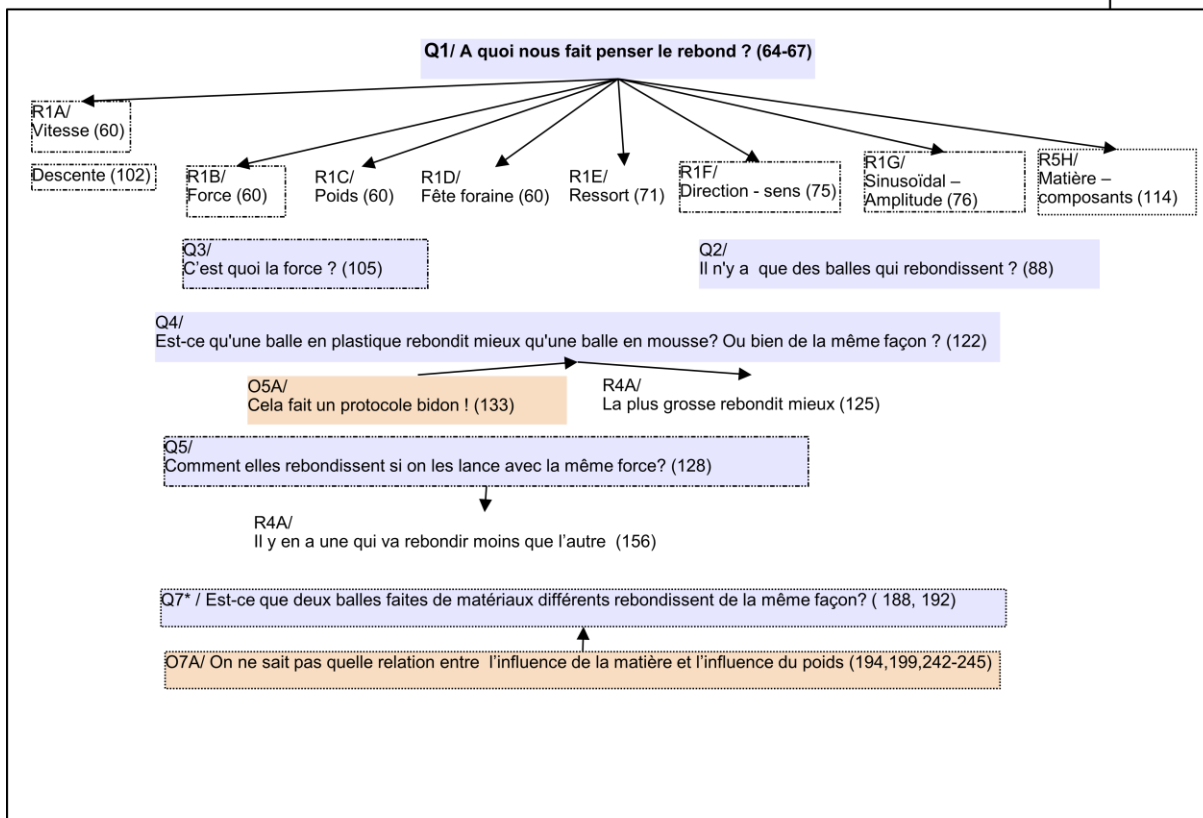 Q1/ A quoi nous fait penser le rebond ? (64-67)
R1A/
Vitesse (60)
Descente (102)
R1B/
Force (60)
R1C/
Poids (60)
R1D/
Fête foraine (60)
R1E/
Ressort (71)
R1F/
Direction - sens (75)
R1G/
Sinusoïdal –
Amplitude (76)
R5H/
Matière –
composants (114)
Q3/
C’est quoi la force ? (105)
Q2/
Il n'y a  que des balles qui rebondissent ? (88)
Q4/
Est-ce qu'une balle en plastique rebondit mieux qu'une balle en mousse? Ou bien de la même façon ? (122)
O5A/
Cela fait un protocole bidon ! (133)
R4A/
La plus grosse rebondit mieux (125)
Q5/
Comment elles rebondissent si on les lance avec la même force? (128)
R4A/
Il y en a une qui va rebondir moins que l’autre  (156)
Q7* / Est-ce que deux balles faites de matériaux différents rebondissent de la même façon? ( 188, 192)
O7A/ On ne sait pas quelle relation entre  l’influence de la matière et l’influence du poids (194,199,242-245)